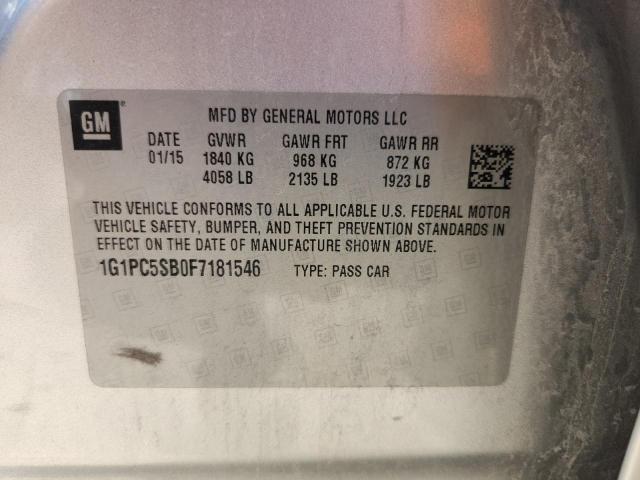 GM
MFD BY GENERAL MOTORS LLC
DATE GVWR GAWR FRT GAWR RR
01/15 1840 KG 968 KG 872 KG
4058 LB 2135 LB 1923 LB
THIS VEHICLE CONFORMS TO ALL APPLICABLE U.S. FEDERAL MOTOR
VEHICLE SAFETY, BUMPER, AND THEFT PREVENTION STANDARDS IN
EFFECT ON THE DATE OF MANUFACTURE SHOWN ABOVE.
1G1PC5SB0F7181546 TYPE: PASS CAR